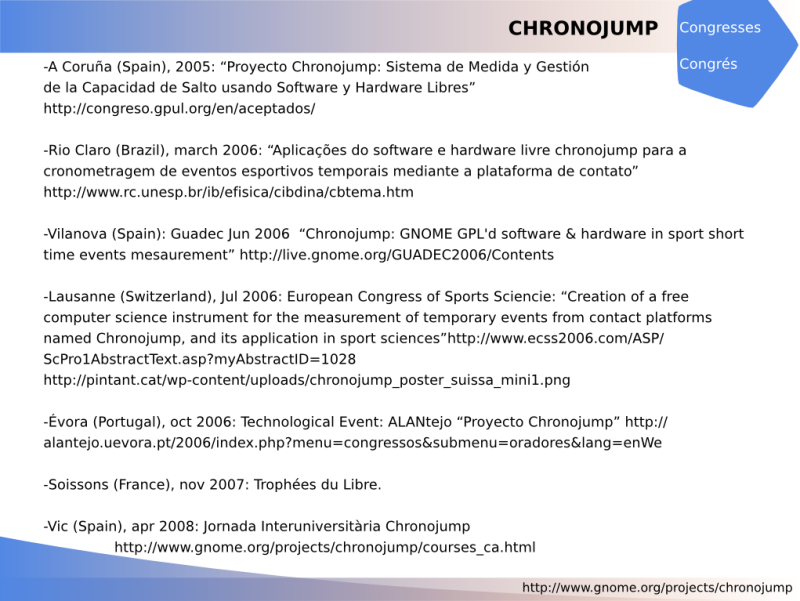 CHRONOJUMP
Congresses
Congrés
-A Coruña (Spain), 2005: “Proyecto Chronojump: Sistema de Medida y Gestión
de la Capacidad de Salto usando Software y Hardware Libres”
http://congreso.gpul.org/en/aceptados/
-Rio Claro (Brazil), march 2006: “Aplicações do software e hardware livre chronojump para a
cronometragem de eventos esportivos temporais mediante a plataforma de contato”
http://www.rc.unesp.br/ib/efisica/cibdina/cbtema.htm
-Vilanova (Spain): Guadec Jun 2006  “Chronojump: GNOME GPL'd software & hardware in sport short
time events mesaurement” http://live.gnome.org/GUADEC2006/Contents
-Lausanne (Switzerland), Jul 2006: European Congress of Sports Sciencie: “Creation of a free
computer science instrument for the measurement of temporary events from contact platforms
named Chronojump, and its application in sport sciences”http://www.ecss2006.com/ASP/
ScPro1AbstractText.asp?myAbstractID=1028
http://pintant.cat/wp-content/uploads/chronojump_poster_suissa_mini1.png
-Évora (Portugal), oct 2006: Technological Event: ALANtejo “Proyecto Chronojump” http://
alantejo.uevora.pt/2006/index.php?menu=congressos&submenu=oradores&lang=enWe
-Soissons (France), nov 2007: Trophées du Libre.
-Vic (Spain), apr 2008: Jornada Interuniversitària Chronojump
http://www.gnome.org/projects/chronojump/courses_ca.html
http://www.gnome.org/projects/chronojump